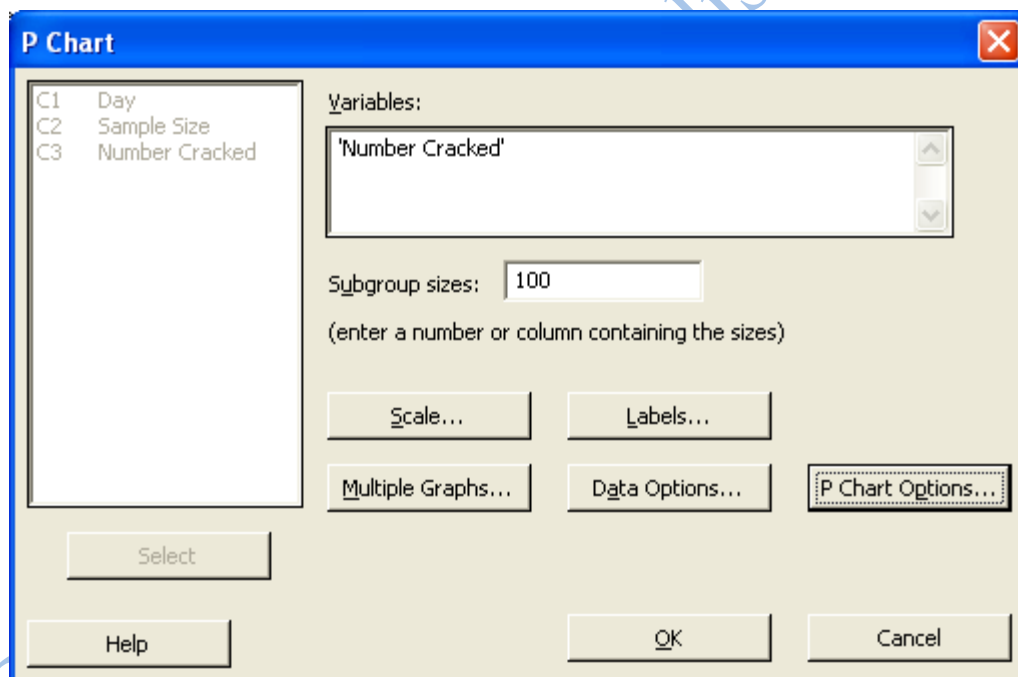 P Chart
C1 Day
C2 Sample Size
C3 Number Cracked
Variables:
'Number Cracked'
Subgroup sizes: 100
(enter a number or column containing the sizes)
Scale...
Labels...
Multiple Graphs...
Data Options...
P Chart Options...
Select
Help
OK
Cancel